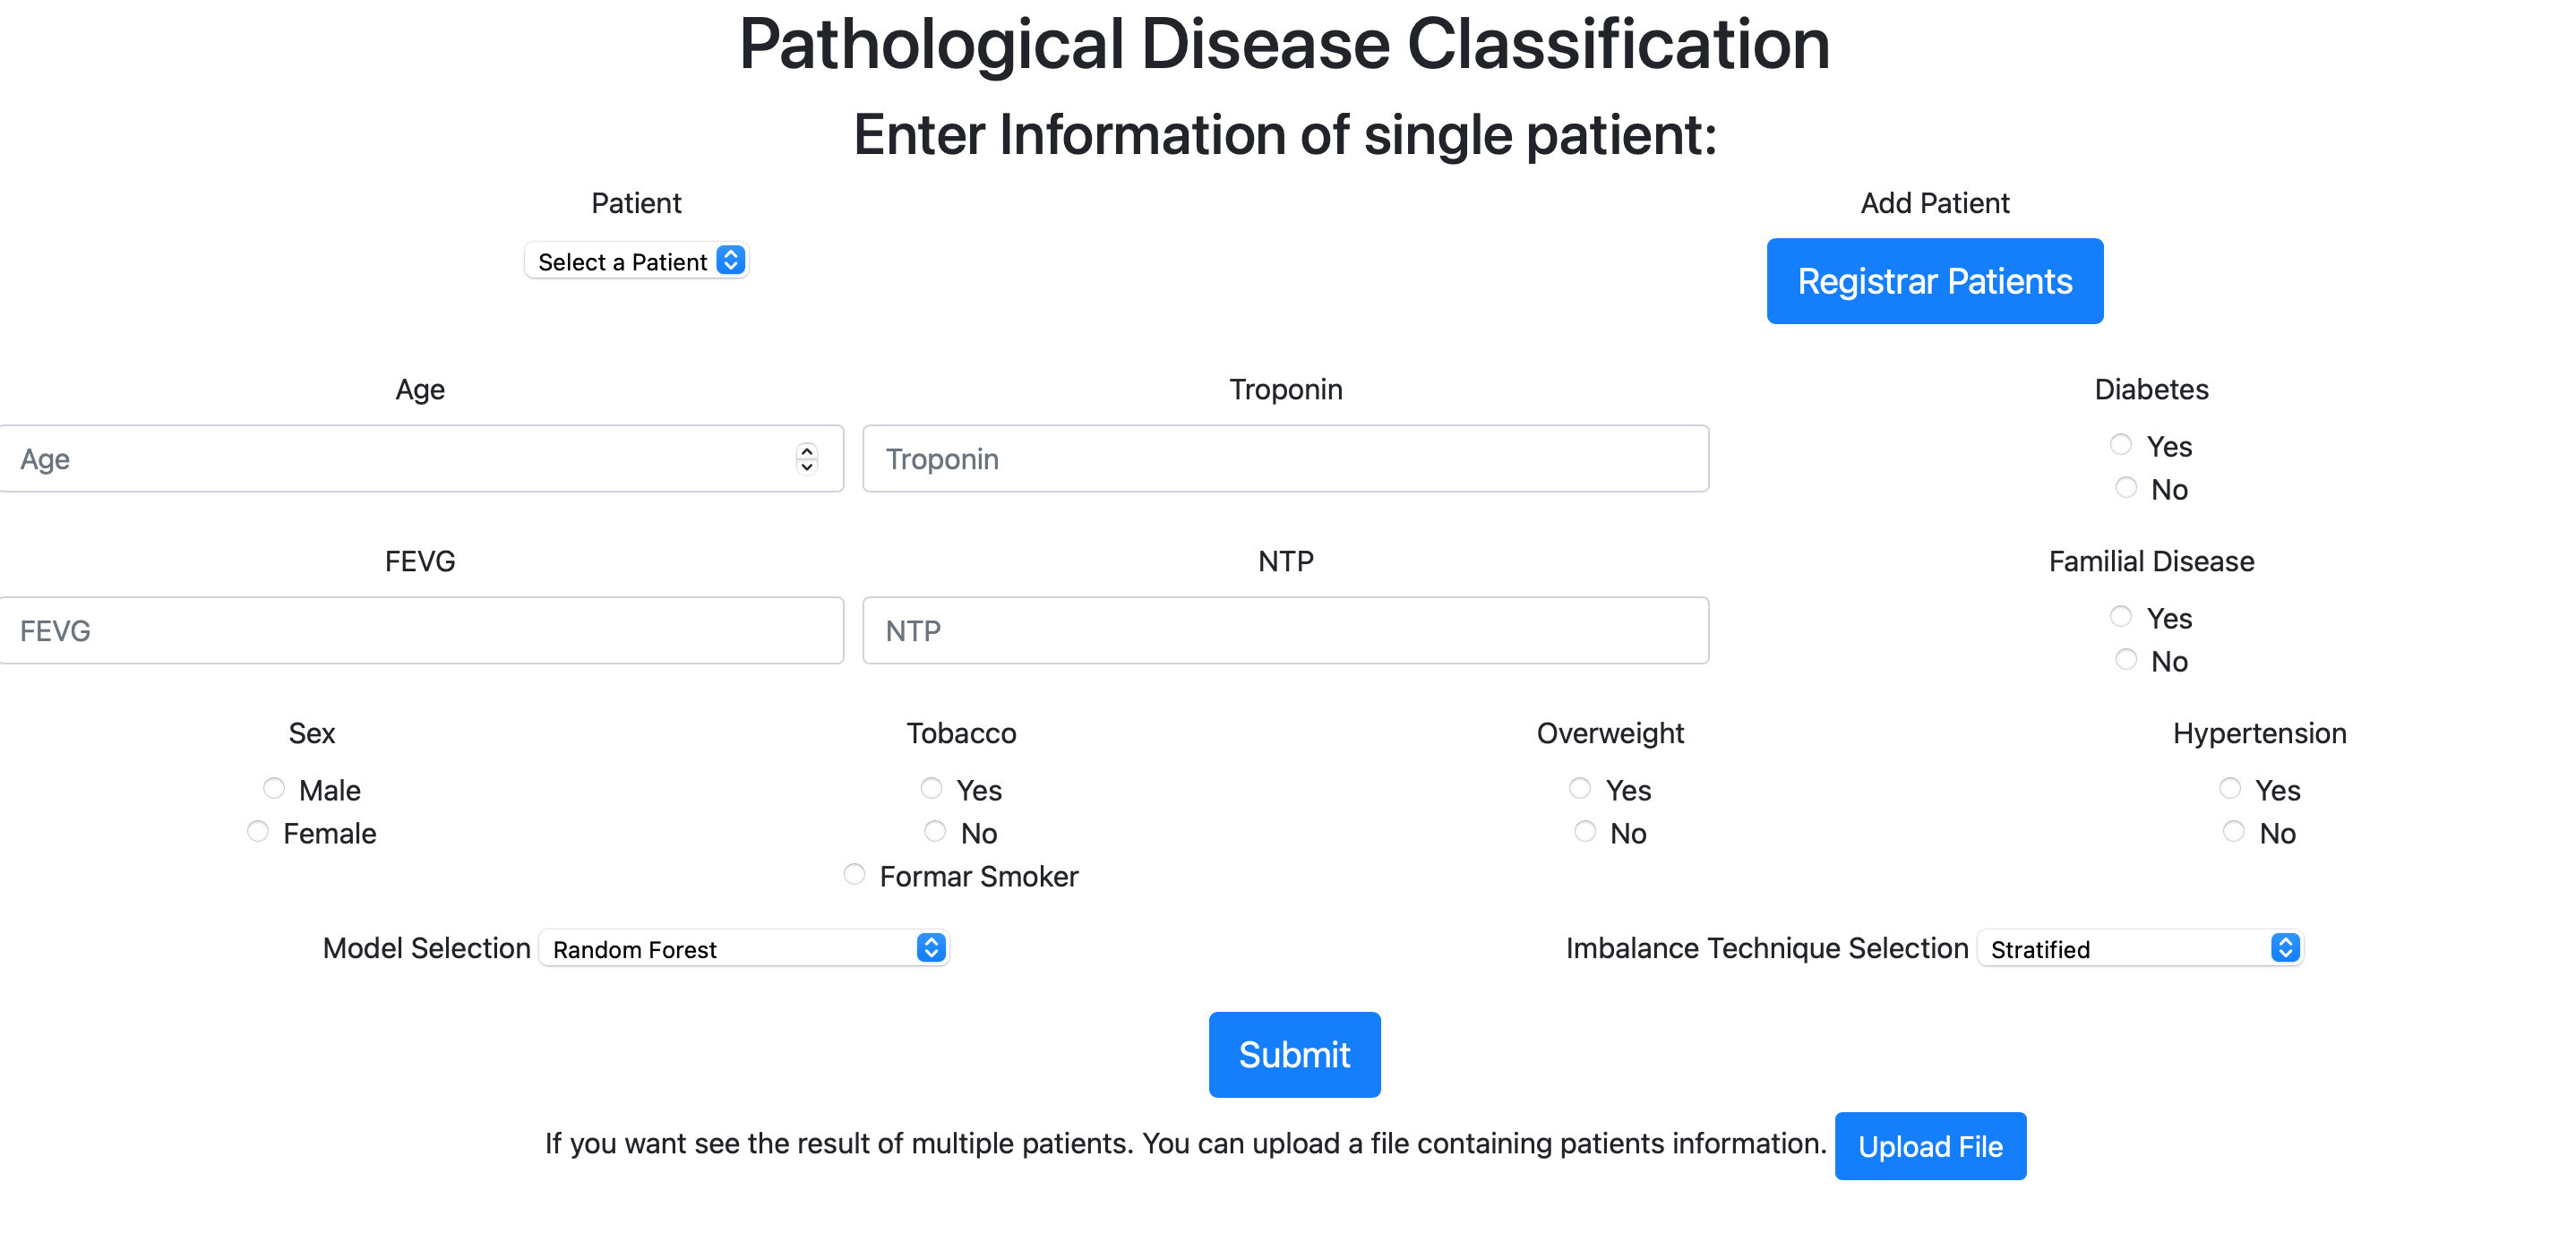 Pathological Disease Classification
Enter Information of single patient:
Patient Add Patient
Select a Patient Registrar Patients
Age Troponin Diabetes
Age Troponin Yes
No
FEVG NTP Familial Disease
FEVG NTP Yes
No
Sex Tobacco Overweight Hypertension
Male Yes Yes Yes
Female No No No
Formar Smoker
Model Selection Random Forest Imbalance Technique Selection Stratified
Submit
If you want see the result of multiple patients. You can upload a file containing patients information. Upload File